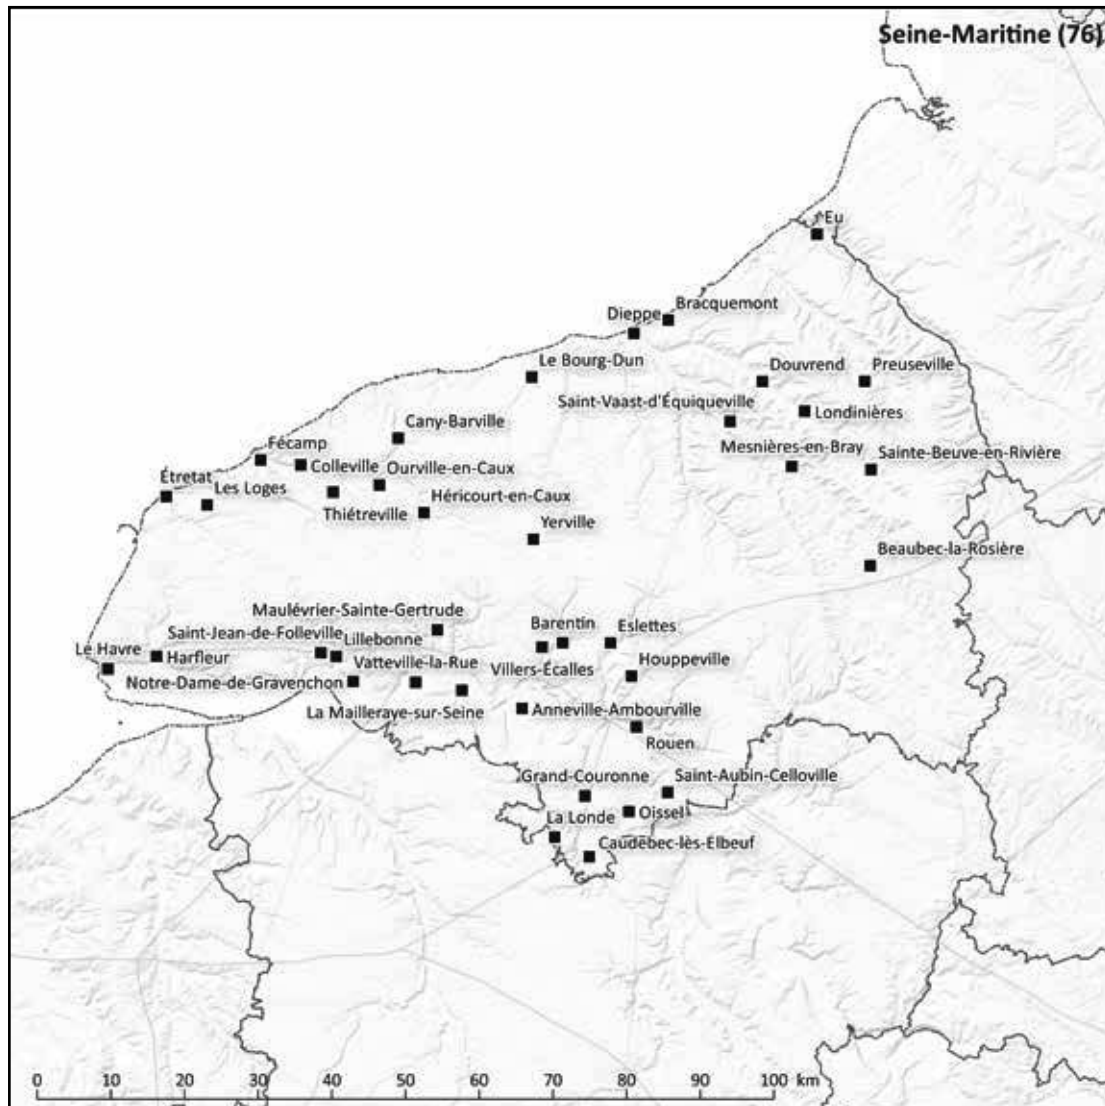 Seine-Maritine (76)
Eu
Bracquemont
Dieppe
Le Bourg-Dun
Douvrend
Preuseville
Saint-Vaast-d'Équiqueville
Londinières
Cany-Barville
Mesnières-en-Bray
Sainte-Beuve-en-Rivière
Fécamp
Colleville
Ourville-en-Caux
Étretat
Les Loges
Héricourt-en-Caux
Thiétreville
Yerville
Beaubec-la-Rosière
Maulévrier-Sainte-Gertrude
Barentin
Eslettes
Saint-Jean-de-Folleville
Lillebonne
Le Havre
Harfleur
Vatteville-la-Rue
Villers-Écalles
Houppeville
Notre-Dame-de-Gravenchon
La Mailleraye-sur-Seine
Anneville-Ambourville
Rouen
Grand-Couronne
Saint-Aubin-Celloville
La Londe
Oissel
Caudebec-lès-Elbeuf
0 10 20 30 40 50 60 70 80 90 100 km